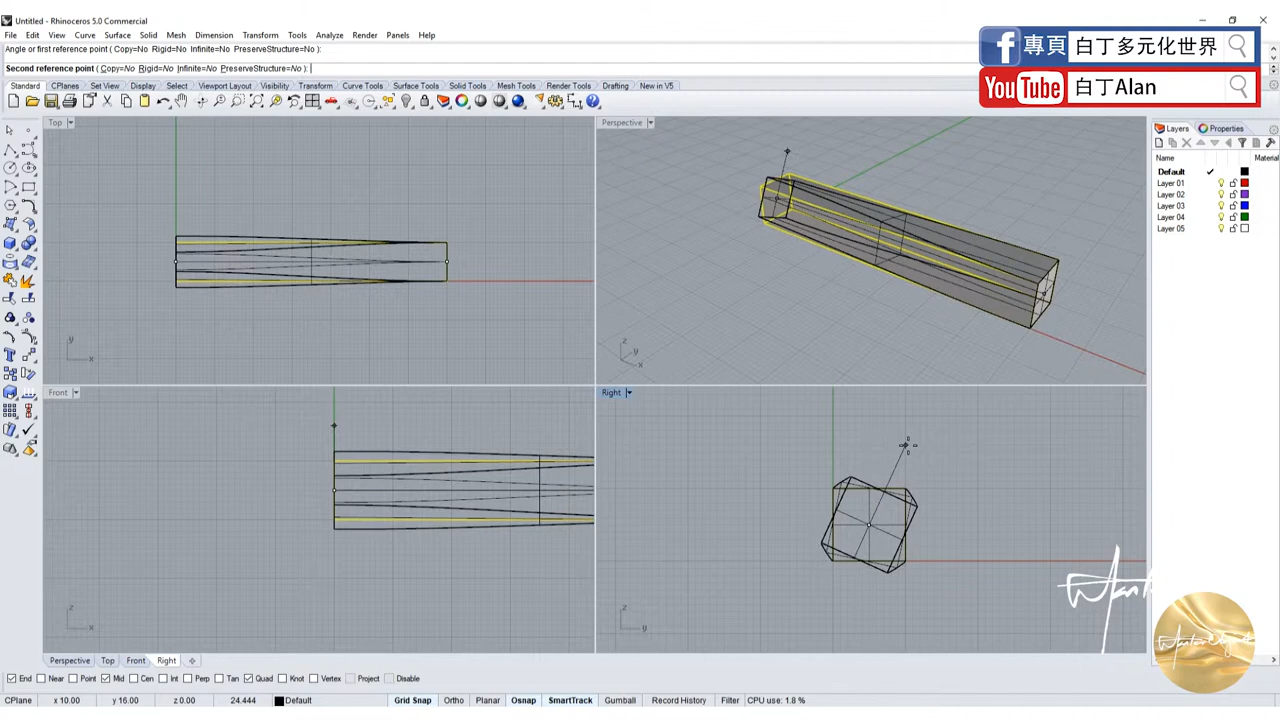 Untitled - Rhinoceros 5.0 Commercial
File Edit View Curve Surface Solid Mesh Dimension Transform Tools Analyze Render Panels Help
專頁 白丁多元化世界
Angle or first reference point ( Copy=No Rigid=No Infinite=No PreserveStructure=No ):
Second reference point ( Copy=No Rigid=No Infinite=No PreserveStructure=No ):
YouTube 白丁Alan
Standard CPlanes Set View Display Select Viewport Layout Visibility Transform Curve Tools Surface Tools Solid Tools Mesh Tools Render Tools Drafting New in V5
Top
Perspective
Layers Properties
Name Material
Default
Layer 01
Layer 02
Layer 03
Layer 04
Layer 05
y
x
z
y
x
Front
Right
z
x
z
y
Perspective Top Front Right
End Near Point Mid Cen Int Perp Tan Quad Knot Vertex Project Disable
CPlane x 10.00 y 16.00 z 0.00 24.444 Default Grid Snap Ortho Planar Osnap SmartTrack Gumball Record History Filter CPU use: 1.8 %